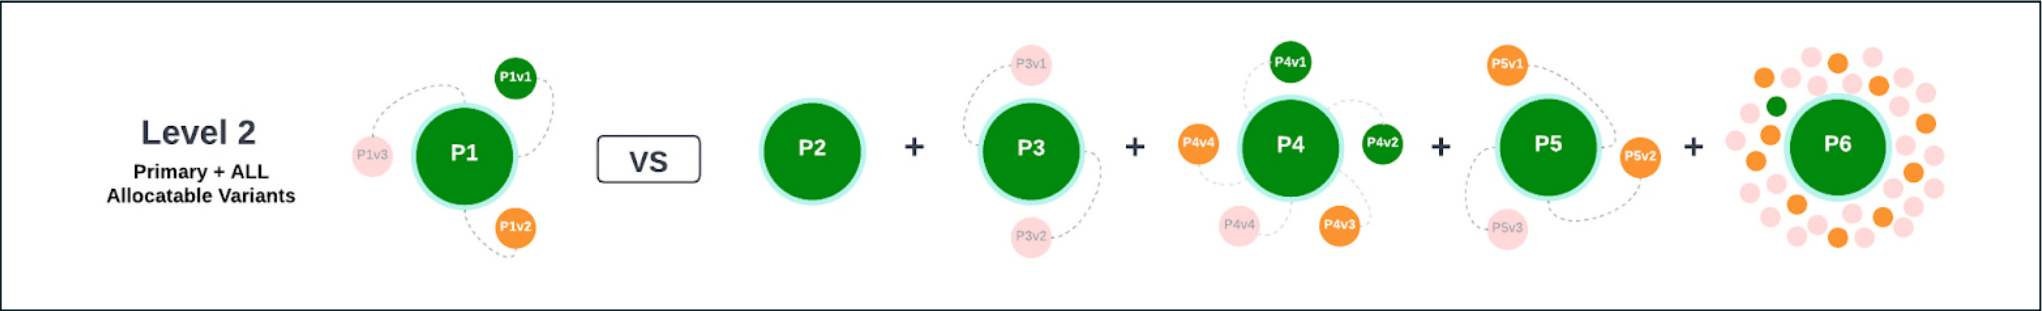 Level 2
Primary + ALL
Allocatable Variants
P1v1
P1v3
P1
P1v2
VS
P2
+
P3v1
P3
P3v2
+
P4v1
P4v4
P4
P4v2
P4v4
P4v3
+
P5v1
P5
P5v2
P5v3
+
P6